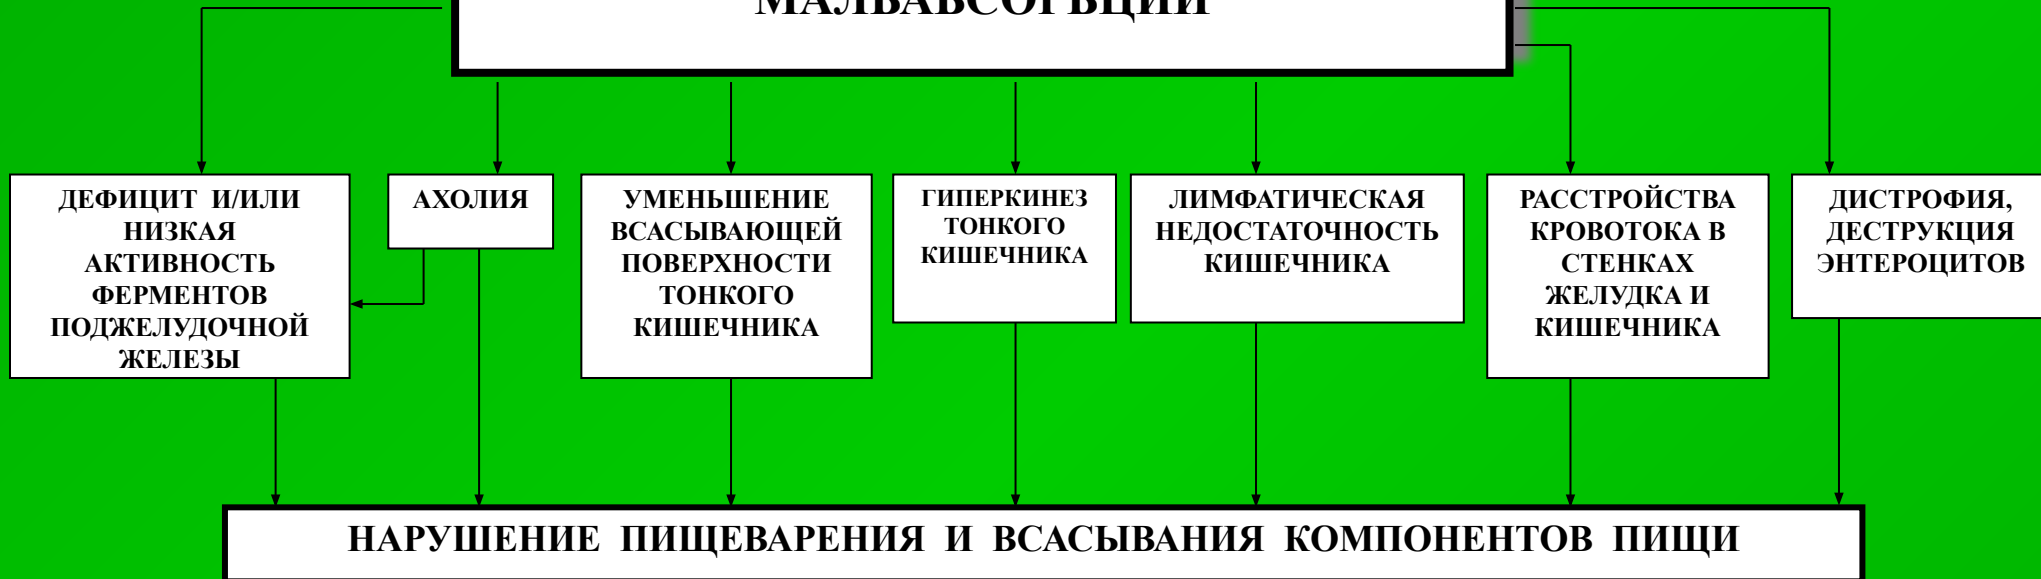 МАЛЬАБСОРБЦИИ
ДЕФИЦИТ И/ИЛИ
НИЗКАЯ
АКТИВНОСТЬ
ФЕРМЕНТОВ
ПОДЖЕЛУДОЧНОЙ
ЖЕЛЕЗЫ
АХОЛИЯ
УМЕНЬШЕНИЕ
ВСАСЫВАЮЩЕЙ
ПОВЕРХНОСТИ
ТОНКОГО
КИШЕЧНИКА
ГИПЕРКИНЕЗ
ТОНКОГО
КИШЕЧНИКА
ЛИМФАТИЧЕСКАЯ
НЕДОСТАТОЧНОСТЬ
КИШЕЧНИКА
РАССТРОЙСТВА
КРОВОТОКА В
СТЕНКАХ
ЖЕЛУДКА И
КИШЕЧНИКА
ДИСТРОФИЯ,
ДЕСТРУКЦИЯ
ЭНТЕРОЦИТОВ
НАРУШЕНИЕ ПИЩЕВАРЕНИЯ И ВСАСЫВАНИЯ КОМПОНЕНТОВ ПИЩИ